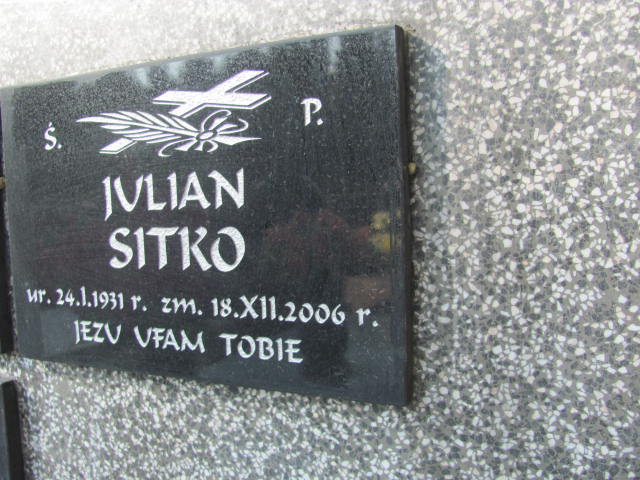 Ś. P.
JULIAN
SITKO
ur. 24.I.1931 r. zm. 18.XII.2006 r.
JEZU UFAM TOBIE